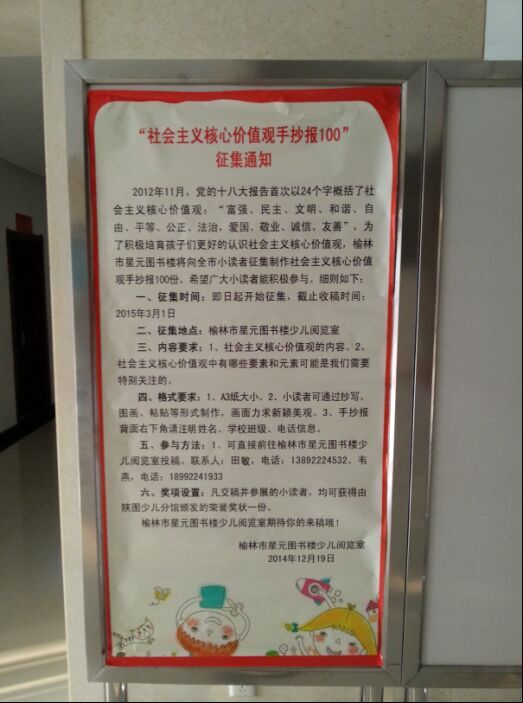 “社会主义核心价值观手抄报100”
征集通知
2012年11月，党的十八大报告首次以24个字概括了社
会主义核心价值观：“富强、民主、文明、和谐、自
由、平等、公正、法治，爱国、敬业、诚信、友善”，为
了积极培育孩子们更好的认识社会主义核心价值观，榆林
市星元图书楼将向全市小读者征集制作社会主义核心价值
观手抄报100份，希望广大小读者能积极参与。细则如下：
一、征集时间：即日起开始征集，截止收稿时间：
2015年3月1日
二、征集地点：榆林市星元图书楼少儿阅览室
三、内容要求：1、社会主义核心价值观的内容。2、
社会主义核心价值观中有哪些要素和元素可能是我们需要
特别关注的。
四、格式要求：1、A3纸大小。2、小读者可通过抄写、
图画、粘贴等形式制作，画面力求新颖美观。3、手抄报
背面右下角请注明姓名、学校班级、电话信息。
五、参与方法：1、可直接前往榆林市星元图书楼少
儿阅览室投稿。联系人：田敏，电话：13892224532、韦
燕，电话：18992241933
六、奖项设置：凡交稿并参展的小读者，均可获得由
陕图少儿分馆颁发的荣誉奖状一份。
榆林市星元图书楼少儿阅览室期待你的来稿哦！
榆林市星元图书楼少儿阅览室
2014年12月19日